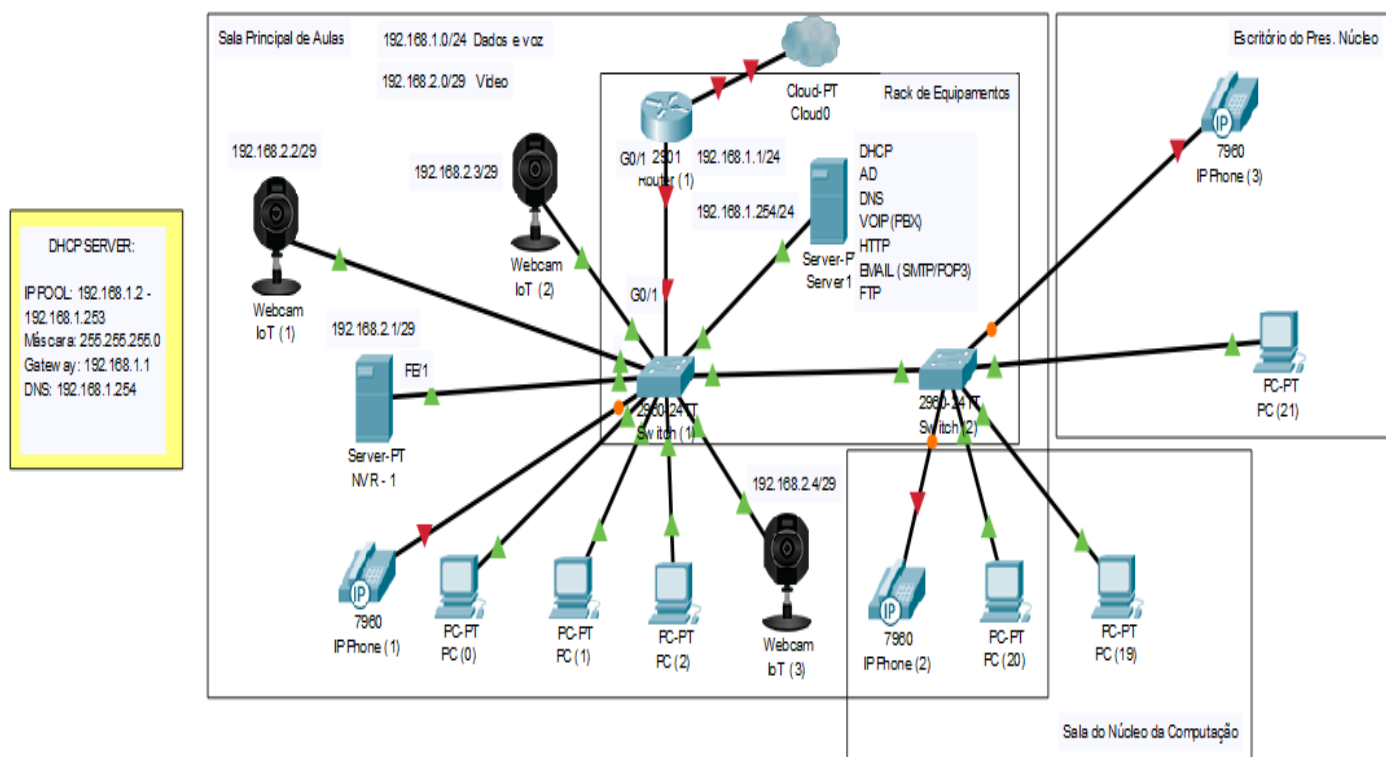 Sala Principal de Aulas
192.168.1.0/24 Dados e voz
192.168.2.0/29 Vídeo
Cloud-PT
Cloud0
Rack de Equipamentos
Escritório do Pres. Núcleo
7960
IP Phone (3)
192.168.2.2/29
Webcam
IoT (1)
192.168.2.3/29
Webcam
IoT (2)
G0/1
2901
Router (1)
192.168.1.1/24
192.168.1.254/24
Server-PT
Server1
DHCP
AD
DNS
VOIP (PBX)
HTTP
EMAIL (SMTP/POP3)
FTP
G0/1
DHCP SERVER:
IP POOL: 192.168.1.2 -
192.168.1.253
Máscara: 255.255.255.0
Gateway: 192.168.1.1
DNS: 192.168.1.254
192.168.2.1/29
FE/1
Server-PT
NVR - 1
2960-24TT
Switch (1)
2960-24TT
Switch (2)
PC-PT
PC (21)
7960
IP Phone (1)
PC-PT
PC (0)
PC-PT
PC (1)
PC-PT
PC (2)
192.168.2.4/29
Webcam
IoT (3)
7960
IP Phone (2)
PC-PT
PC (20)
PC-PT
PC (19)
Sala do Núcleo da Computação